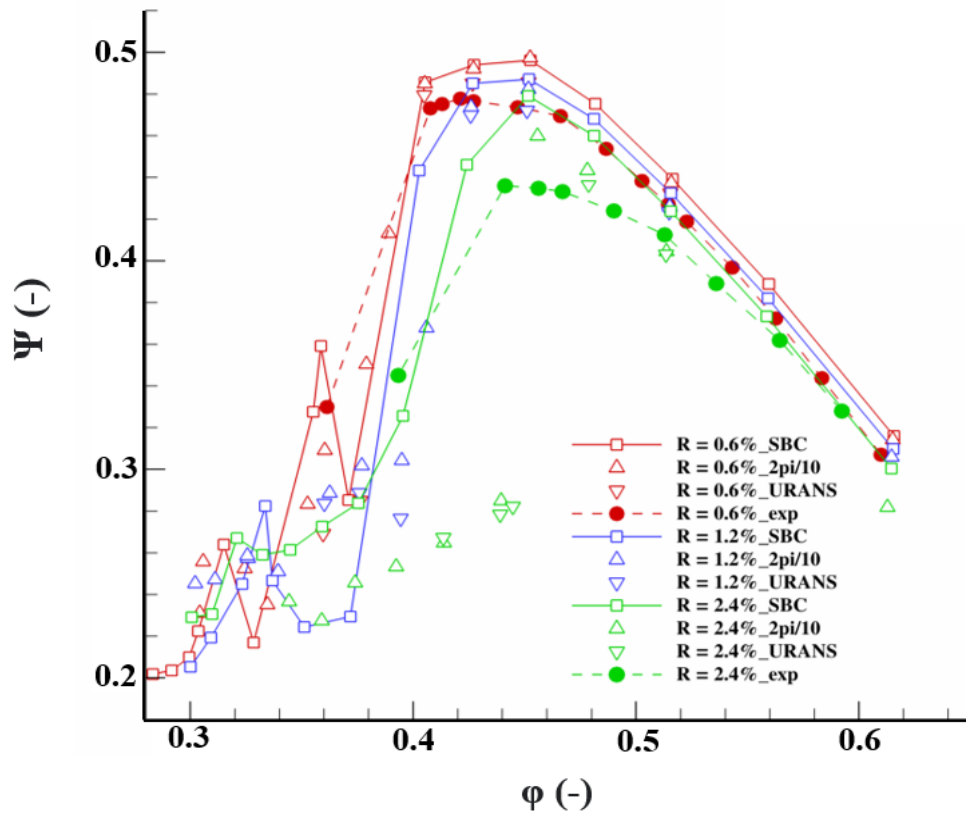 0.5
0.4
0.3
0.2
Ψ (-)
0.3
0.4
0.5
0.6
φ (-)
R = 0.6%_SBC
R = 0.6%_2pi/10
R = 0.6%_URANS
R = 0.6%_exp
R = 1.2%_SBC
R = 1.2%_2pi/10
R = 1.2%_URANS
R = 2.4%_SBC
R = 2.4%_2pi/10
R = 2.4%_URANS
R = 2.4%_exp